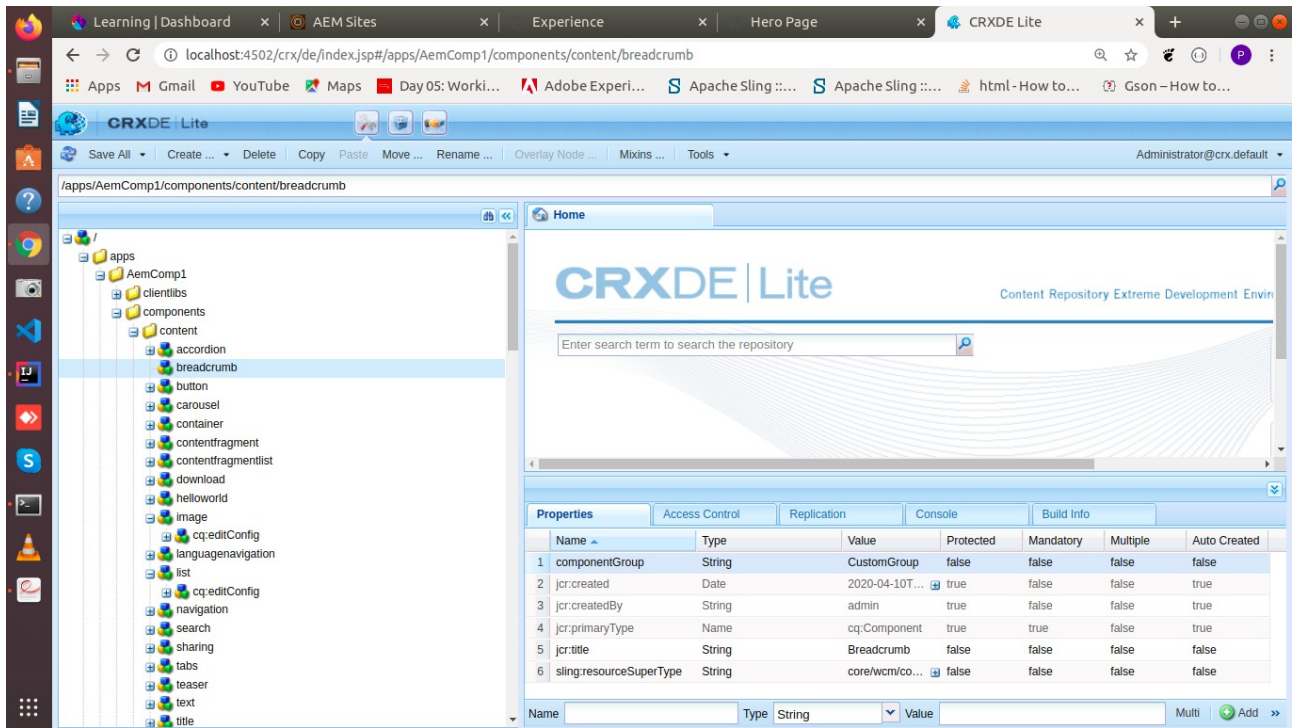 Learning | Dashboard × AEM Sites × Experience × Hero Page × CRXDE Lite × +
localhost:4502/crx/de/index.jsp#/apps/AemComp1/components/content/breadcrumb P
Apps M Gmail YouTube Maps Day 05: Worki... Adobe Experi... Apache Sling ::... Apache Sling ::... html - How to... Gson – How to...
CRXDE Lite
Save All Create ... Delete Copy Paste Move ... Rename ... Overlay Node ... Mixins ... Tools Administrator@crx.default
/apps/AemComp1/components/content/breadcrumb
Home
/
apps
AemComp1
clientlibs
components
content
accordion
breadcrumb
button
carousel
container
contentfragment
contentfragmentlist
download
helloworld
image
cq:editConfig
languagenavigation
list
cq:editConfig
navigation
search
sharing
tabs
teaser
text
title
CRXDE | Lite
Content Repository Extreme Development Enviro
Enter search term to search the repository
Properties Access Control Replication Console Build Info
Name Type Value Protected Mandatory Multiple Auto Created
1 componentGroup String CustomGroup false false false false
2 jcr:created Date 2020-04-10T... true false false true
3 jcr:createdBy String admin true false false true
4 jcr:primaryType Name cq:Component true true false true
5 jcr:title String Breadcrumb false false false false
6 sling:resourceSuperType String core/wcm/co... false false false false
Name Type String Value Multi Add »